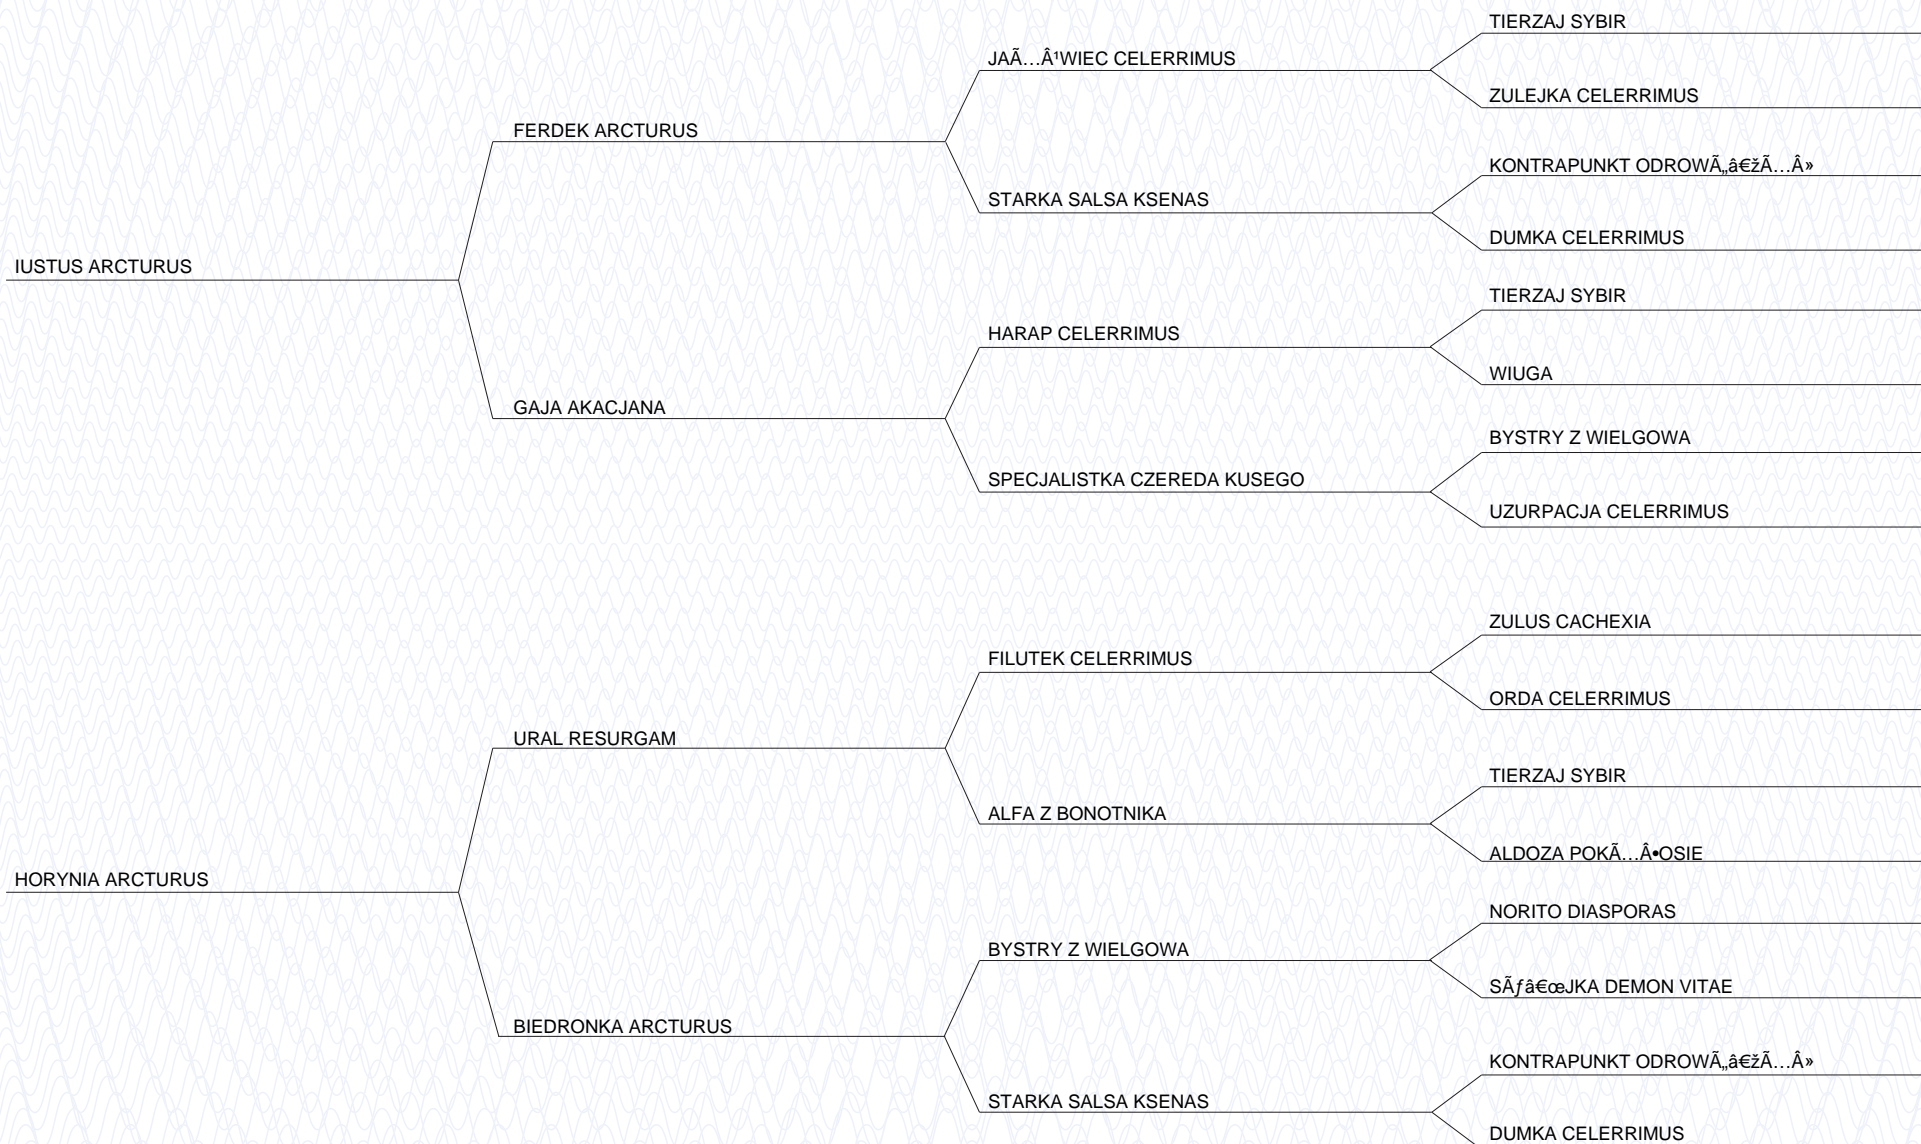 TIERZAJ SYBIR
JAÃ…Â¹WIEC CELERRIMUS
ZULEJKA CELERRIMUS
FERDEK ARCTURUS
KONTRAPUNKT ODROWÃ„â€žÃ…Â»
STARKA SALSA KSENAS
DUMKA CELERRIMUS
IUSTUS ARCTURUS
TIERZAJ SYBIR
HARAP CELERRIMUS
WIUGA
GAJA AKACJANA
BYSTRY Z WIELGOWA
SPECJALISTKA CZEREDA KUSEGO
UZURPACJA CELERRIMUS
ZULUS CACHEXIA
FILUTEK CELERRIMUS
ORDA CELERRIMUS
URAL RESURGAM
TIERZAJ SYBIR
ALFA Z BONOTNIKA
ALDOZA POKÃ…Â•OSIE
HORYNIA ARCTURUS
NORITO DIASPORAS
BYSTRY Z WIELGOWA
SÃƒâ€œJKA DEMON VITAE
BIEDRONKA ARCTURUS
KONTRAPUNKT ODROWÃ„â€žÃ…Â»
STARKA SALSA KSENAS
DUMKA CELERRIMUS